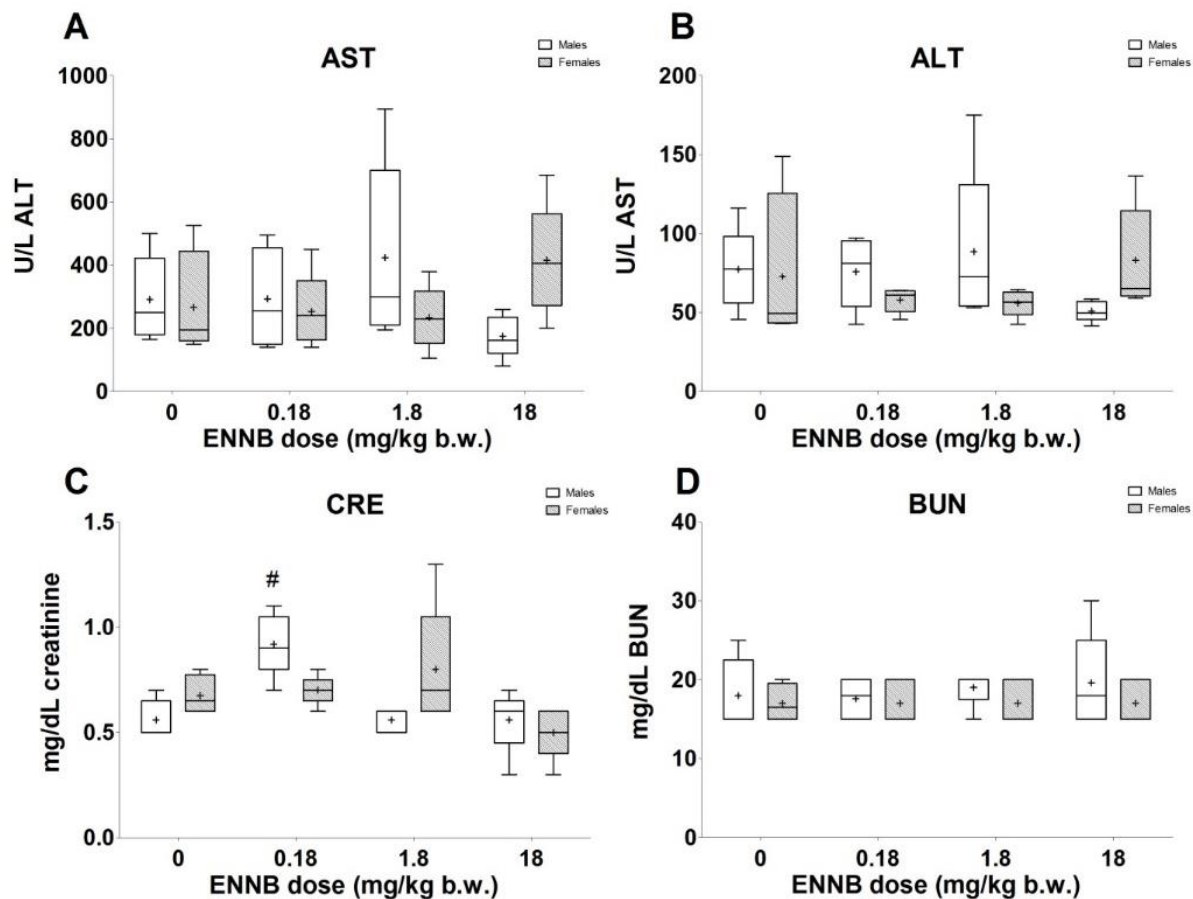 A
AST
Males
Females
U/L ALT
1000
800
600
400
200
0
0 0.18 1.8 18
ENNB dose (mg/kg b.w.)
B
ALT
Males
Females
U/L AST
200
150
100
50
0
0 0.18 1.8 18
ENNB dose (mg/kg b.w.)
C
CRE
Males
Females
mg/dL creatinine
1.5
1.0
0.5
0.0
#
0 0.18 1.8 18
ENNB dose (mg/kg b.w.)
D
BUN
Males
Females
mg/dL BUN
40
30
20
10
0
0 0.18 1.8 18
ENNB dose (mg/kg b.w.)